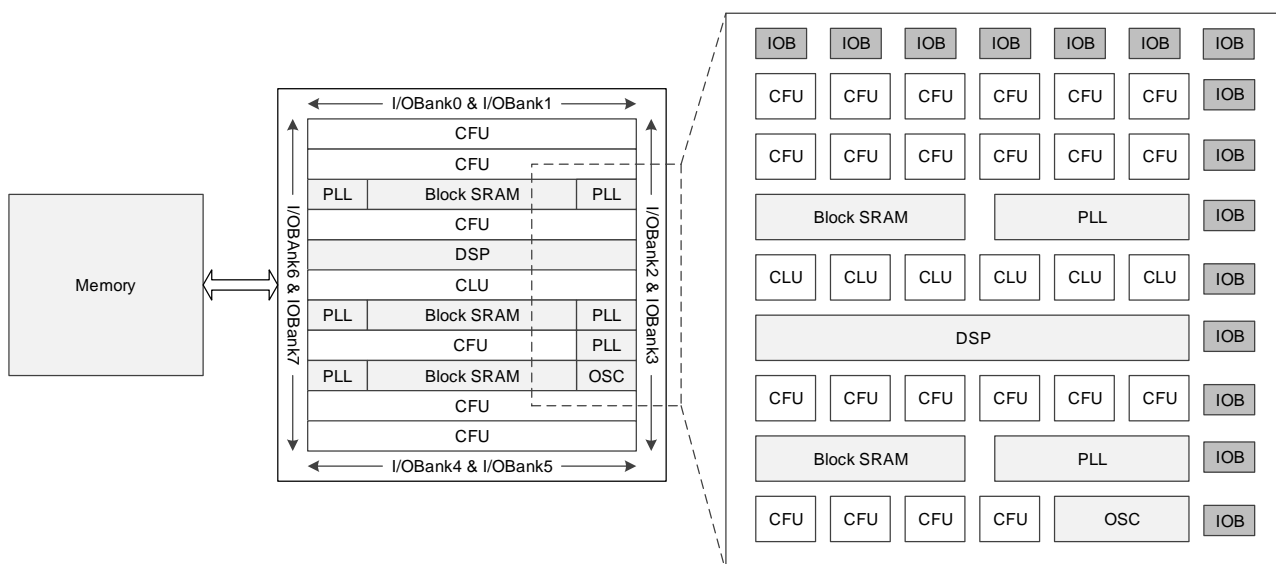 Memory
I/OBank0 & I/OBank1
I/OBAnk6 & IOBank7
CFU
CFU
PLL Block SRAM PLL
CFU
DSP
CLU
PLL Block SRAM PLL
CFU PLL
PLL Block SRAM OSC
CFU
CFU
I/OBank2 & IOBank3
I/OBank4 & I/OBank5
IOB IOB IOB IOB IOB IOB IOB
CFU CFU CFU CFU CFU CFU IOB
CFU CFU CFU CFU CFU CFU IOB
Block SRAM PLL IOB
CLU CLU CLU CLU CLU CLU IOB
DSP IOB
CFU CFU CFU CFU CFU CFU IOB
Block SRAM PLL IOB
CFU CFU CFU CFU OSC IOB